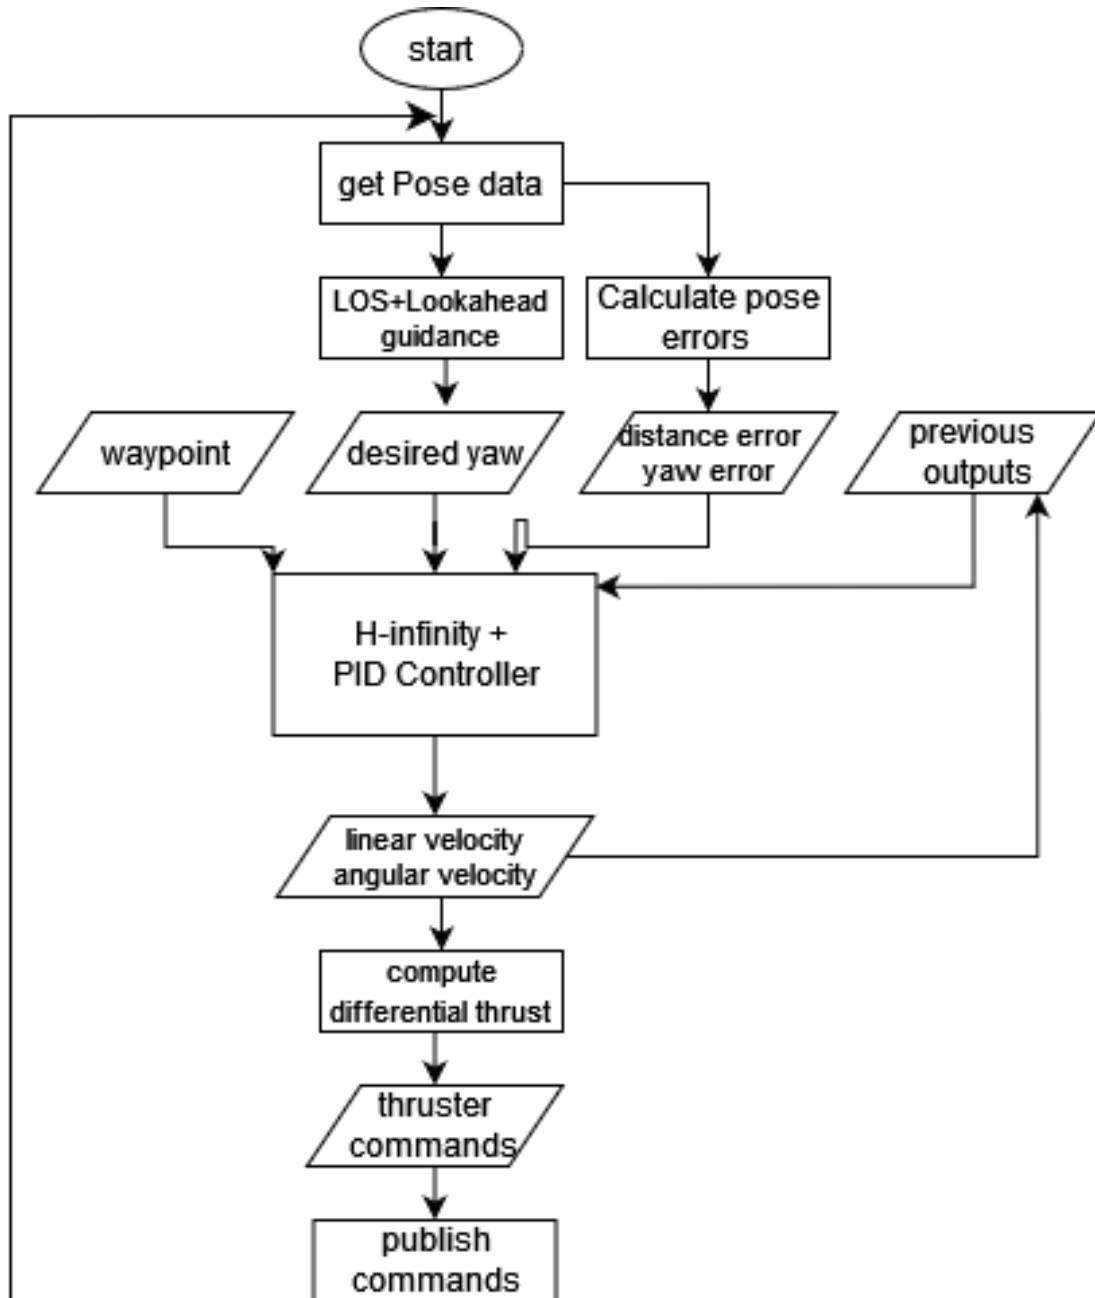 start
get Pose data
LOS+Lookahead
guidance
Calculate pose
errors
waypoint
desired yaw
distance error
yaw error
previous
outputs
H-infinity +
PID Controller
linear velocity
angular velocity
compute
differential thrust
thruster
commands
publish
commands